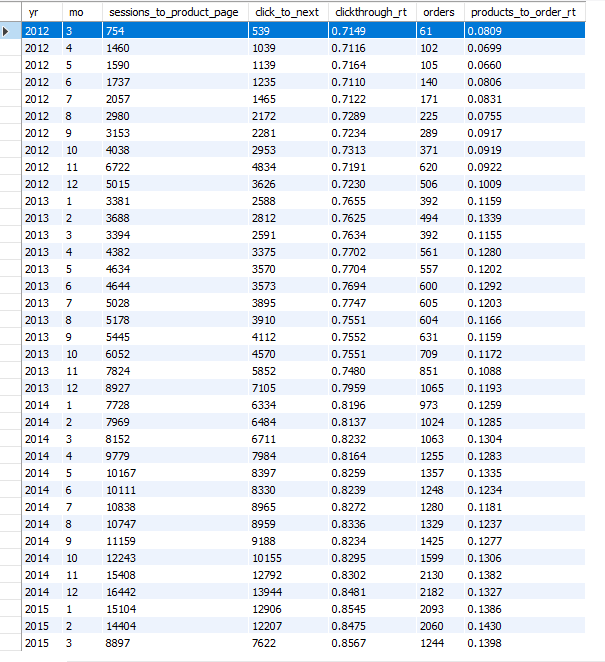 yr mo sessions_to_product_page click_to_next clickthrough_rt orders products_to_order_rt
2012 3 754 539 0.7149 61 0.0809
2012 4 1460 1039 0.7116 102 0.0699
2012 5 1590 1139 0.7164 105 0.0660
2012 6 1737 1235 0.7110 140 0.0806
2012 7 2057 1465 0.7122 171 0.0831
2012 8 2980 2172 0.7289 225 0.0755
2012 9 3153 2281 0.7234 289 0.0917
2012 10 4038 2953 0.7313 371 0.0919
2012 11 6722 4834 0.7191 620 0.0922
2012 12 5015 3626 0.7230 506 0.1009
2013 1 3381 2588 0.7655 392 0.1159
2013 2 3688 2812 0.7625 494 0.1339
2013 3 3394 2591 0.7634 392 0.1155
2013 4 4382 3375 0.7702 561 0.1280
2013 5 4634 3570 0.7704 557 0.1202
2013 6 4644 3573 0.7694 600 0.1292
2013 7 5028 3895 0.7747 605 0.1203
2013 8 5178 3910 0.7551 604 0.1166
2013 9 5445 4112 0.7552 631 0.1159
2013 10 6052 4570 0.7551 709 0.1172
2013 11 7824 5852 0.7480 851 0.1088
2013 12 8927 7105 0.7959 1065 0.1193
2014 1 7728 6334 0.8196 973 0.1259
2014 2 7969 6484 0.8137 1024 0.1285
2014 3 8152 6711 0.8232 1063 0.1304
2014 4 9779 7984 0.8164 1255 0.1283
2014 5 10167 8397 0.8259 1357 0.1335
2014 6 10111 8330 0.8239 1248 0.1234
2014 7 10838 8965 0.8272 1280 0.1181
2014 8 10747 8959 0.8336 1329 0.1237
2014 9 11159 9188 0.8234 1425 0.1277
2014 10 12243 10155 0.8295 1599 0.1306
2014 11 15408 12792 0.8302 2130 0.1382
2014 12 16442 13944 0.8481 2182 0.1327
2015 1 15104 12906 0.8545 2093 0.1386
2015 2 14404 12207 0.8475 2060 0.1430
2015 3 8897 7622 0.8567 1244 0.1398